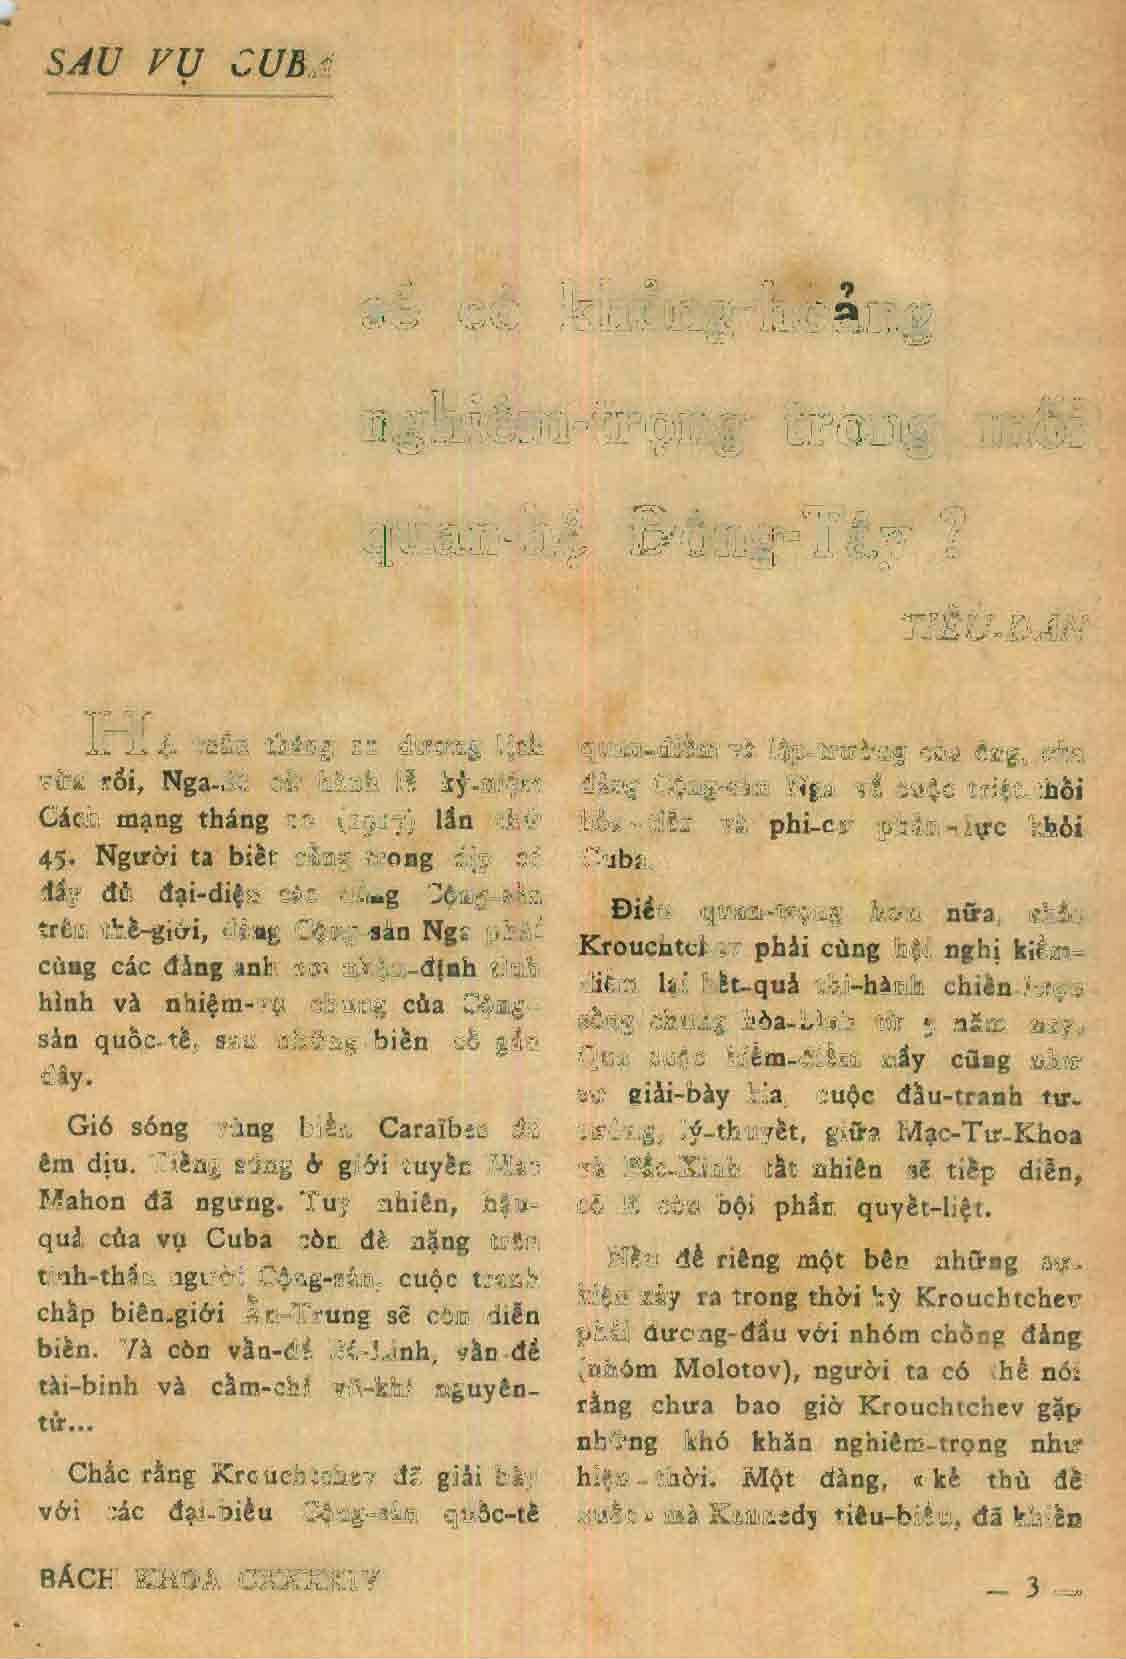 SAU VỤ CUBA
sẽ có khủng-hoảng
nghiêm-trọng trong mối
quan-hệ Đông-Tây ?
TIỂU-DÂN
HẠ tuần tháng 10 dương lịch
vừa rồi, Nga-sô cử hành lễ kỷ-niệm
Cách mạng tháng 10 (1917) lần thứ
45. Người ta biết rằng trong dịp có
đầy đủ đại-diện các đảng Cộng-sản
trên thế-giới, đảng Cộng-sản Nga phải
cùng các đảng anh em nhận-định tình
hình và nhiệm-vụ chung của Cộng-
sản quốc-tế, sau những biến cố gần
đây.
Gió sóng vùng biển Caraïbes đã
êm dịu. Tiếng súng ở giới tuyến Mac
Mahon đã ngưng. Tuy nhiên, hậu-
quả của vụ Cuba còn đè nặng trên
tinh-thần người Cộng-sản, cuộc tranh
chấp biên-giới Ấn-Trung sẽ còn diễn
biến. Và còn vấn-đề Bá-Linh, vấn-đề
tài-binh và cấm-chỉ võ-khí nguyên-
tử...
Chắc rằng Krouchtchev đã giải bày
với các đại-biểu Cộng-sản quốc-tế
quan-điểm và lập-trường của ông, của
đảng Cộng-sản Nga về cuộc triệt-thối
hỏa-tiễn và phi-cơ phản-lực khỏi
Cuba.
Điều quan-trọng hơn nữa, chắc
Krouchtchev phải cùng hội nghị kiểm-
điểm lại kết-quả thi-hành chiến-lược
sống chung hòa-bình từ 5 năm nay.
Qua cuộc kiểm-điểm nầy cũng như
sự giải-bày kia, cuộc đấu-tranh tư-
tưởng, lý-thuyết, giữa Mạc-Tư-Khoa
và Bắc-Kinh tất nhiên sẽ tiếp diễn,
có lẽ còn bội phần quyết-liệt.
Nếu để riêng một bên những sự-
kiện xảy ra trong thời kỳ Krouchtchev
phải đương-đầu với nhóm chống đảng
(nhóm Molotov), người ta có thể nói
rằng chưa bao giờ Krouchtchev gặp
những khó khăn nghiêm-trọng như
hiện-thời. Một đàng, « kẻ thù đế
quốc » mà Kennedy tiêu-biểu, đã khiến
BÁCH KHOA CXXXXIV
— 3 —